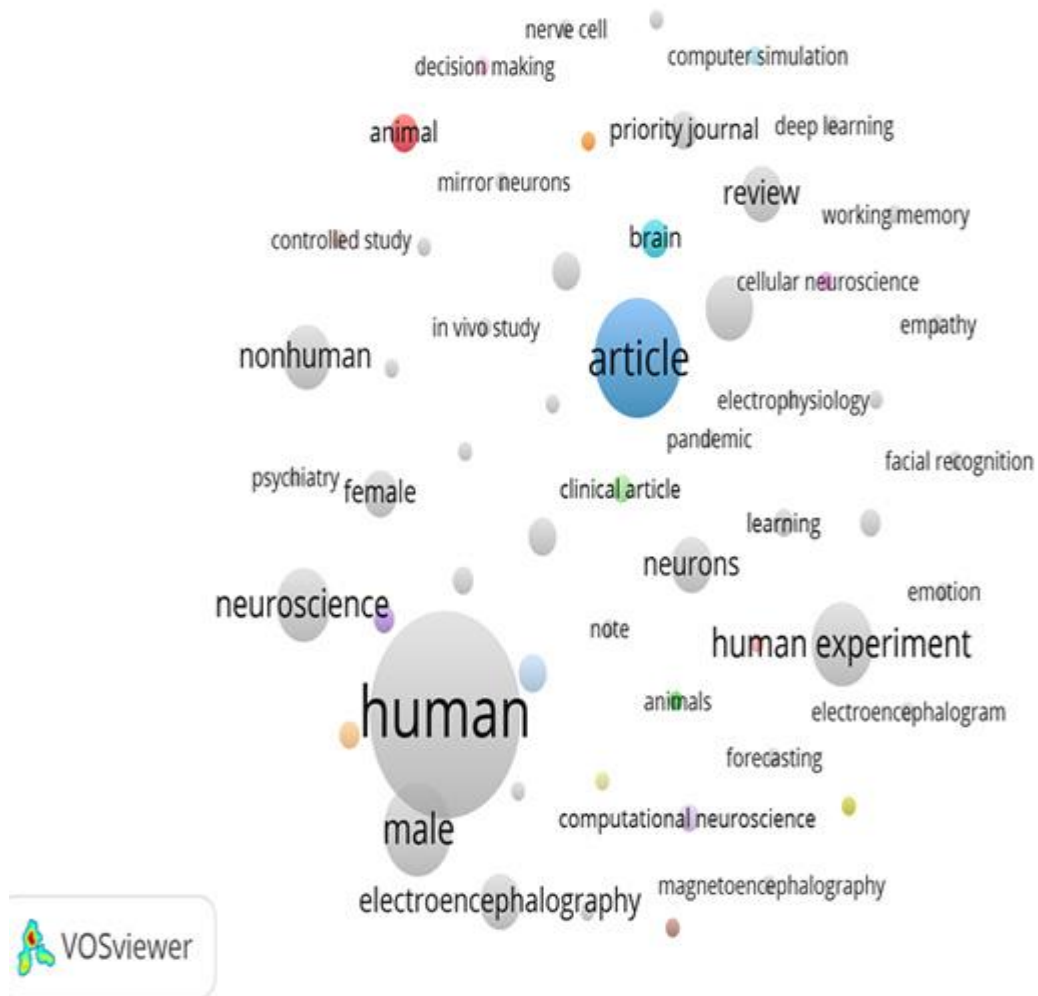 nerve cell
decision making
computer simulation
animal
priority journal
deep learning
mirror neurons
review
working memory
controlled study
brain
cellular neuroscience
in vivo study
empathy
nonhuman
article
electrophysiology
pandemic
facial recognition
psychiatry
female
clinical article
learning
neurons
emotion
neuroscience
note
human experiment
human
animals
electroencephalogram
forecasting
male
computational neuroscience
electroencephalography
magnetoencephalography
VOSviewer